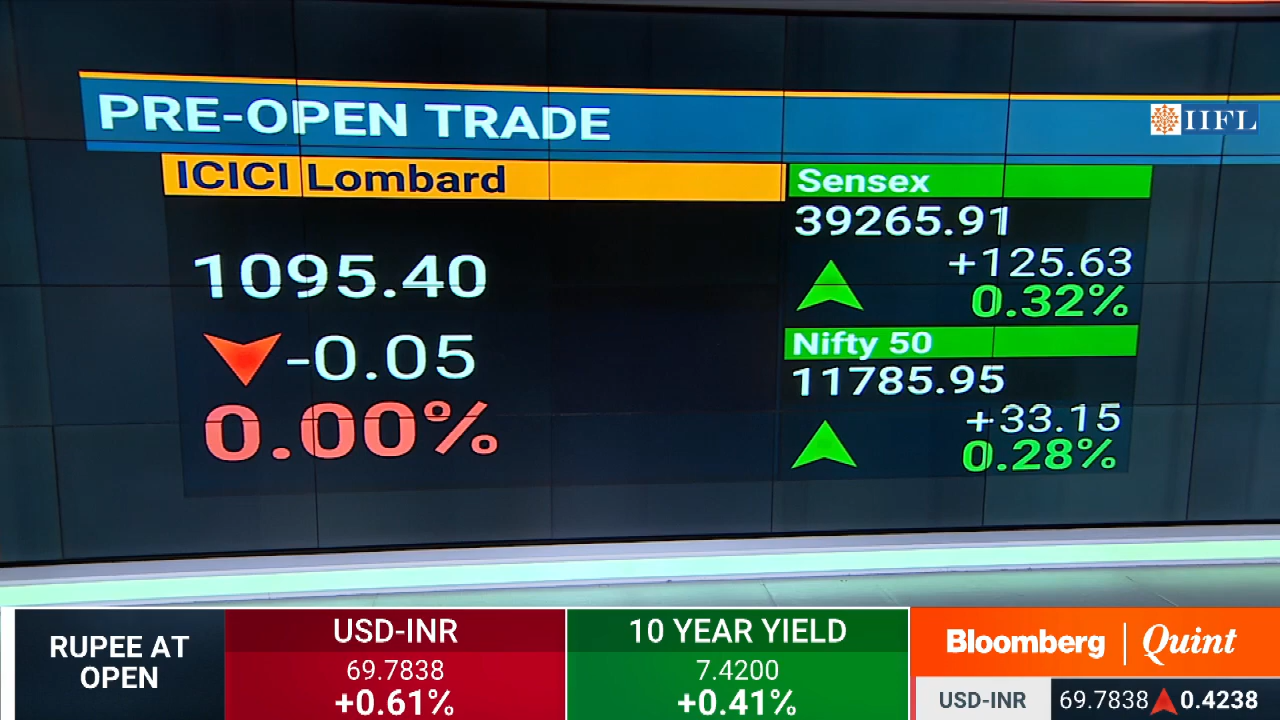 PRE-OPEN TRADE
IIFL
ICICI Lombard
1095.40
-0.05
0.00%
Sensex
39265.91
+125.63
0.32%
Nifty 50
11785.95
+33.15
0.28%
RUPEE AT
OPEN
USD-INR
69.7838
+0.61%
10 YEAR YIELD
7.4200
+0.41%
Bloomberg | Quint
USD-INR 69.7838 0.4238